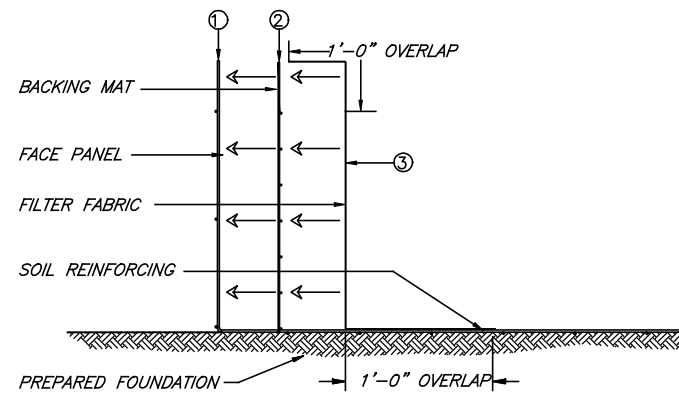 1
2
1'-0" OVERLAP
BACKING MAT
FACE PANEL
3
FILTER FABRIC
SOIL REINFORCING
PREPARED FOUNDATION
1'-0" OVERLAP